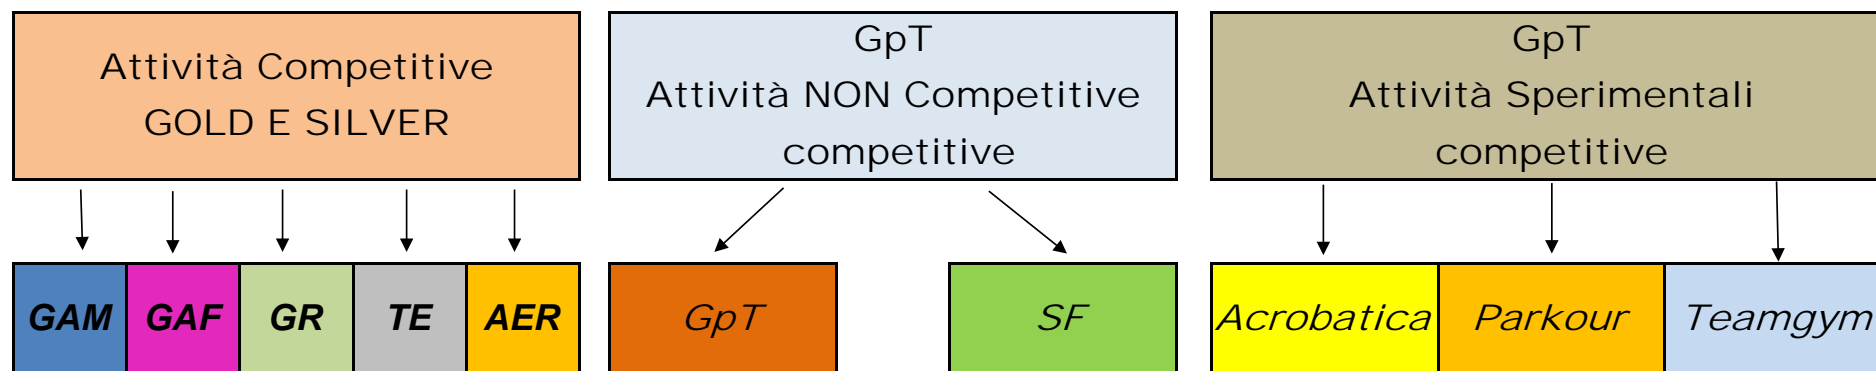 Attività Competitive
GOLD E SILVER
GpT
Attività NON Competitive
competitive
GpT
Attività Sperimentali
competitive
GAM
GAF
GR
TE
AER
GpT
SF
Acrobatica
Parkour
Teamgym